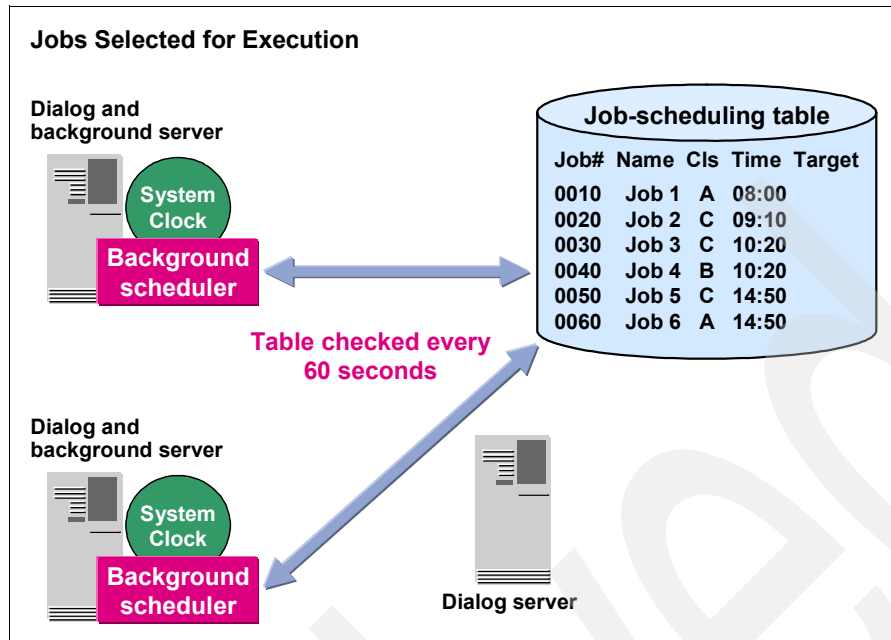 Jobs Selected for Execution
Dialog and
background server
System
Clock
Background
scheduler
Job-scheduling table
Job# Name Cls Time Target
0010 Job 1 A 08:00
0020 Job 2 C 09:10
0030 Job 3 C 10:20
0040 Job 4 B 10:20
0050 Job 5 C 14:50
0060 Job 6 A 14:50
Table checked every
60 seconds
Dialog and
background server
System
Clock
Background
scheduler
Dialog server